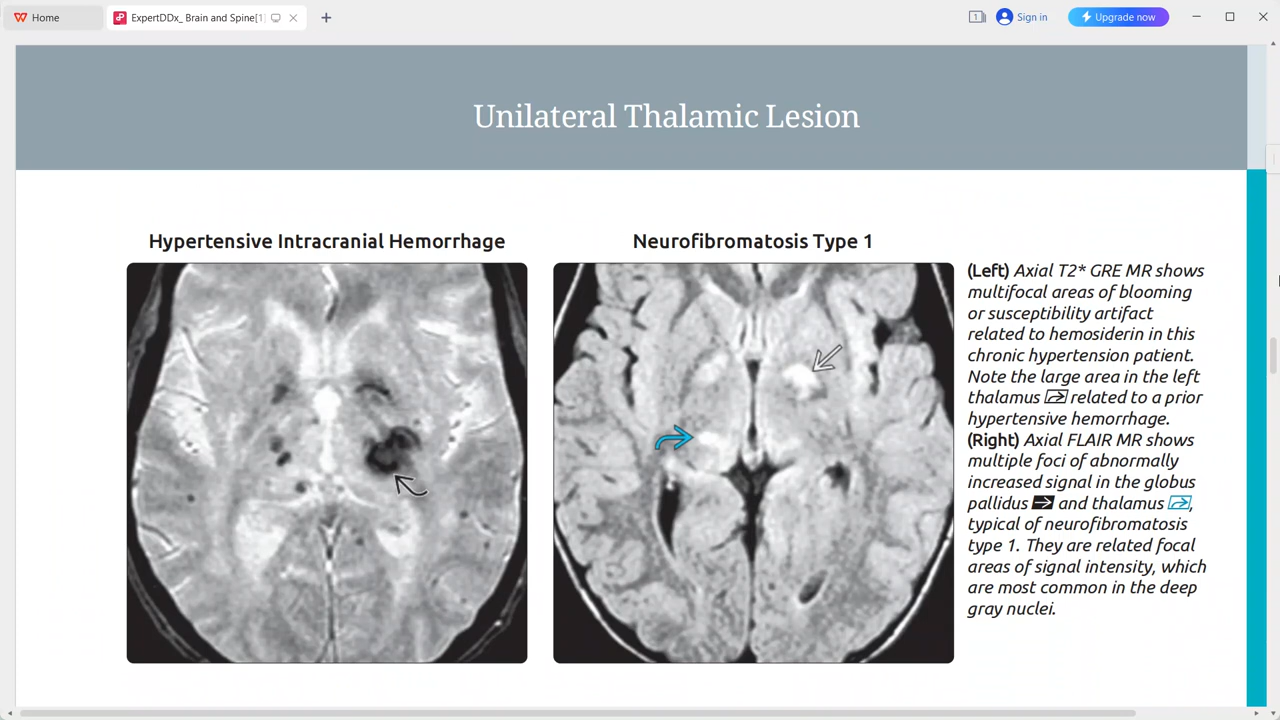 Home
ExpertDDx_ Brain and Spine[1]
1
Sign in
Upgrade now
Unilateral Thalamic Lesion
Hypertensive Intracranial Hemorrhage
Neurofibromatosis Type 1
(Left) Axial T2* GRE MR shows
multifocal areas of blooming
or susceptibility artifact
related to hemosiderin in this
chronic hypertension patient.
Note the large area in the left
thalamus related to a prior
hypertensive hemorrhage.
(Right) Axial FLAIR MR shows
multiple foci of abnormally
increased signal in the globus
pallidus and thalamus ,
typical of neurofibromatosis
type 1. They are related focal
areas of signal intensity, which
are most common in the deep
gray nuclei.